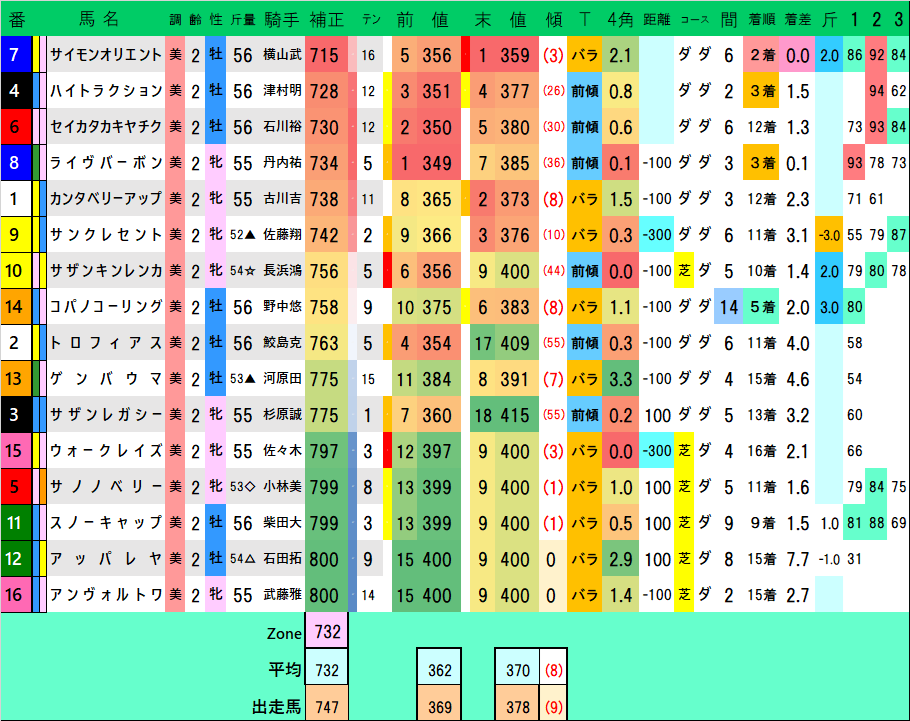 番 馬名 調 齢 性 斤量 騎手 補正 テン 前 値 末 値 傾 T 4角 距離 コース 間 着順 着差 斤 1 2 3
7 サイモンオリエント 美 2 牡 56 横山武 715 16 5 356 1 359 (3) バラ 2.1 ダ ダ 6 2着 0.0 2.0 86 92 84
4 ハイトラクション 美 2 牡 56 津村明 728 12 3 351 4 377 (26) 前傾 0.8 ダ ダ 2 3着 1.5 94 62
6 セイカタカキヤチク 美 2 牡 56 石川裕 730 12 2 350 5 380 (30) 前傾 0.6 ダ ダ 6 12着 1.3 73 93 84
8 ライヴバーボン 美 2 牝 55 丹内祐 734 5 1 349 7 385 (36) 前傾 0.1 -100 ダ ダ 3 3着 0.1 93 78 73
1 カンタベリーアップ 美 2 牝 55 古川吉 738 11 8 365 2 373 (8) バラ 1.5 -100 ダ ダ 3 12着 2.3 71 61
9 サンクレセント 美 2 牝 52▲ 佐藤翔 742 2 9 366 3 376 (10) バラ 0.3 -300 ダ ダ 6 11着 3.1 -3.0 55 79 87
10 サザンキンレンカ 美 2 牝 54☆ 長浜鴻 756 5 6 356 9 400 (44) 前傾 0.0 -100 芝 ダ 5 10着 1.4 2.0 79 80 78
14 コパノコーリング 美 2 牡 56 野中悠 758 9 10 375 6 383 (8) バラ 1.1 -100 ダ ダ 14 5着 2.0 3.0 80
2 トロフィアス 美 2 牡 56 鮫島克 763 5 4 354 17 409 (55) 前傾 0.3 -100 ダ ダ 6 11着 4.0 58
13 ゲンバウマ 美 2 牡 53▲ 河原田 775 15 11 384 8 391 (7) バラ 3.3 -100 ダ ダ 4 15着 4.6 54
3 サザンレガシー 美 2 牝 55 杉原誠 775 1 7 360 18 415 (55) 前傾 0.2 100 ダ ダ 5 13着 3.2 60
15 ウォークレイズ 美 2 牝 55 佐々木 797 3 12 397 9 400 (3) バラ 0.0 -300 芝 ダ 4 16着 2.1 66
5 サノノベリー 美 2 牝 53◇ 小林美 799 8 13 399 9 400 (1) バラ 1.0 100 芝 ダ 5 11着 1.6 79 84 75
11 スノーキャップ 美 2 牡 56 柴田大 799 3 13 399 9 400 (1) バラ 0.5 100 芝 ダ 9 9着 1.5 1.0 81 88 69
12 アッパレヤ 美 2 牡 54△ 石田拓 800 9 15 400 9 400 0 バラ 2.9 100 芝 ダ 8 15着 7.7 -1.0 31
16 アンヴォルトワ 美 2 牝 55 武藤雅 800 14 15 400 9 400 0 バラ 1.4 -100 芝 ダ 2 15着 2.7
Zone 732
平均 732 362 370 (8)
出走馬 747 369 378 (9)